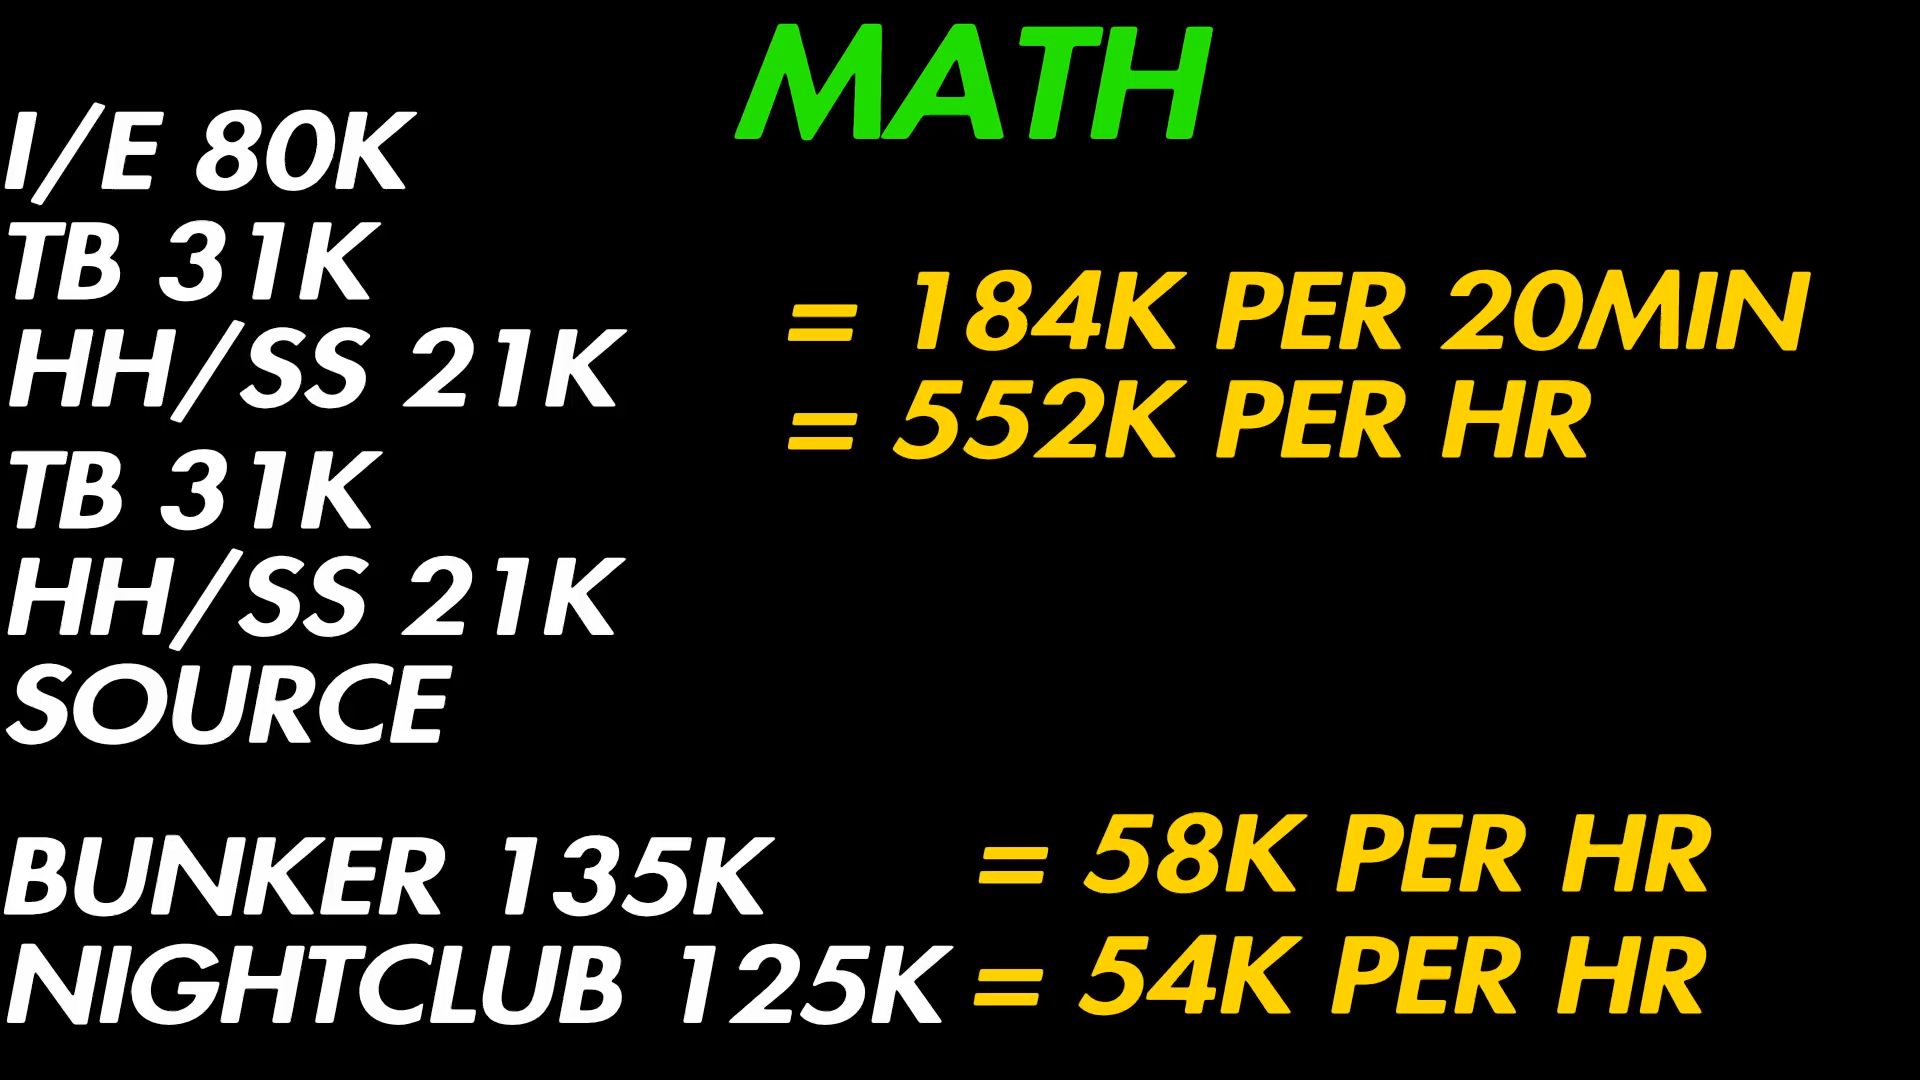 MATH
I/E 80K
TB 31K
HH/SS 21K
TB 31K
HH/SS 21K
SOURCE
= 184K PER 20MIN
= 552K PER HR
BUNKER 135K = 58K PER HR
NIGHTCLUB 125K = 54K PER HR